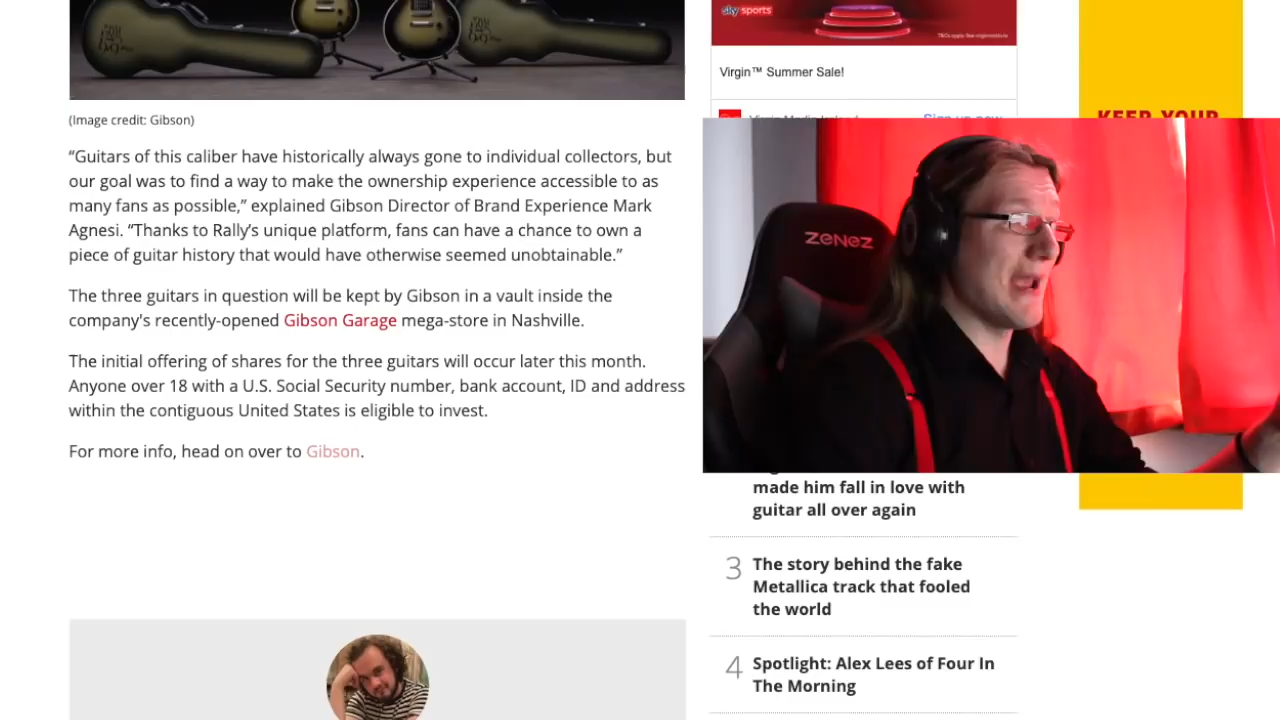 sky sports
Virgin™ Summer Sale!
(Image credit: Gibson)
KEEP YOUR
“Guitars of this caliber have historically always gone to individual collectors, but
our goal was to find a way to make the ownership experience accessible to as
many fans as possible,” explained Gibson Director of Brand Experience Mark
Agnesi. “Thanks to Rally’s unique platform, fans can have a chance to own a
piece of guitar history that would have otherwise seemed unobtainable.”
The three guitars in question will be kept by Gibson in a vault inside the
company's recently-opened Gibson Garage mega-store in Nashville.
The initial offering of shares for the three guitars will occur later this month.
Anyone over 18 with a U.S. Social Security number, bank account, ID and address
within the contiguous United States is eligible to invest.
For more info, head on over to Gibson.
ZENEZ
made him fall in love with
guitar all over again
3 The story behind the fake
Metallica track that fooled
the world
4 Spotlight: Alex Lees of Four In
The Morning